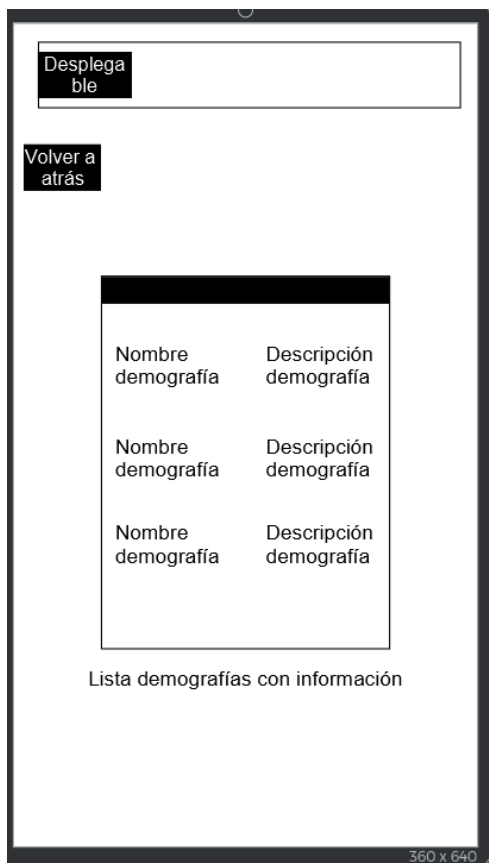 Desplega
ble
Volver a
atrás
Nombre
demografía
Descripción
demografía
Nombre
demografía
Descripción
demografía
Nombre
demografía
Descripción
demografía
Lista demografías con información
360 x 640